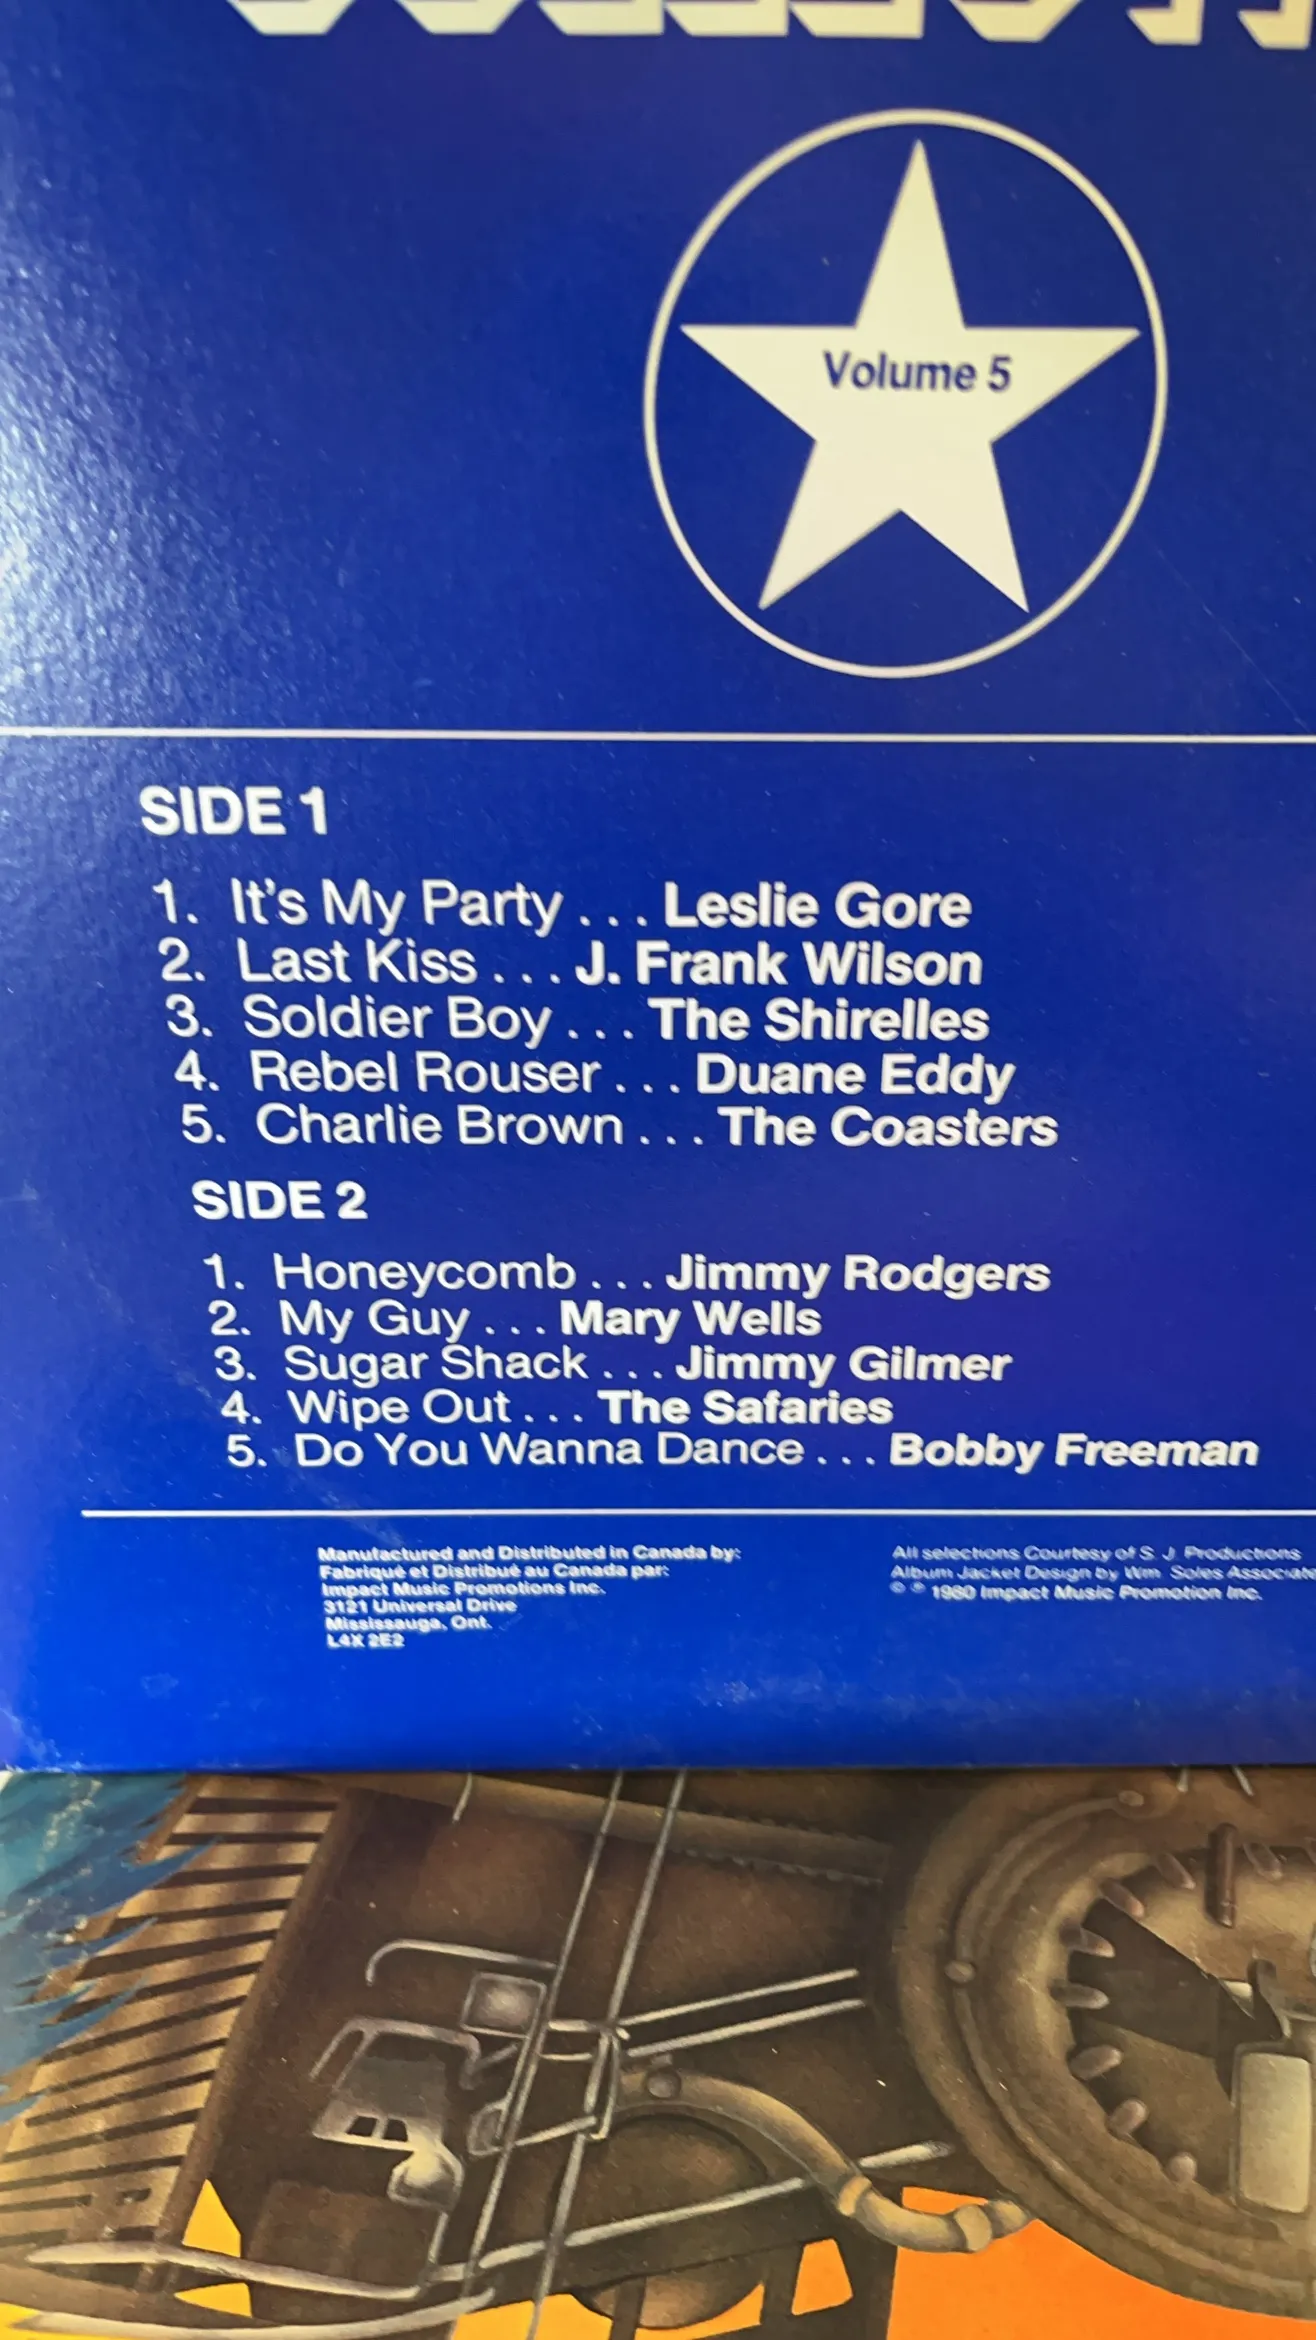 Volume 5
SIDE 1
1. It's My Party . . . Leslie Gore
2. Last Kiss . . . J. Frank Wilson
3. Soldier Boy . . . The Shirelles
4. Rebel Rouser . . . Duane Eddy
5. Charlie Brown . . . The Coasters
SIDE 2
1. Honeycomb . . . Jimmy Rodgers
2. My Guy . . . Mary Wells
3. Sugar Shack . . . Jimmy Gilmer
4. Wipe Out . . . The Safaries
5. Do You Wanna Dance . . . Bobby Freeman
Manufactured and Distributed in Canada by:
Fabriqué et Distribué au Canada par:
Impact Music Promotions Inc.
3121 Universal Drive
Mississauga, Ont.
L4X 2E2
All selections Courtesy of S. J. Productions
Album Jacket Design by Wm. Soles Associate
© ℗ 1980 Impact Music Promotion Inc.